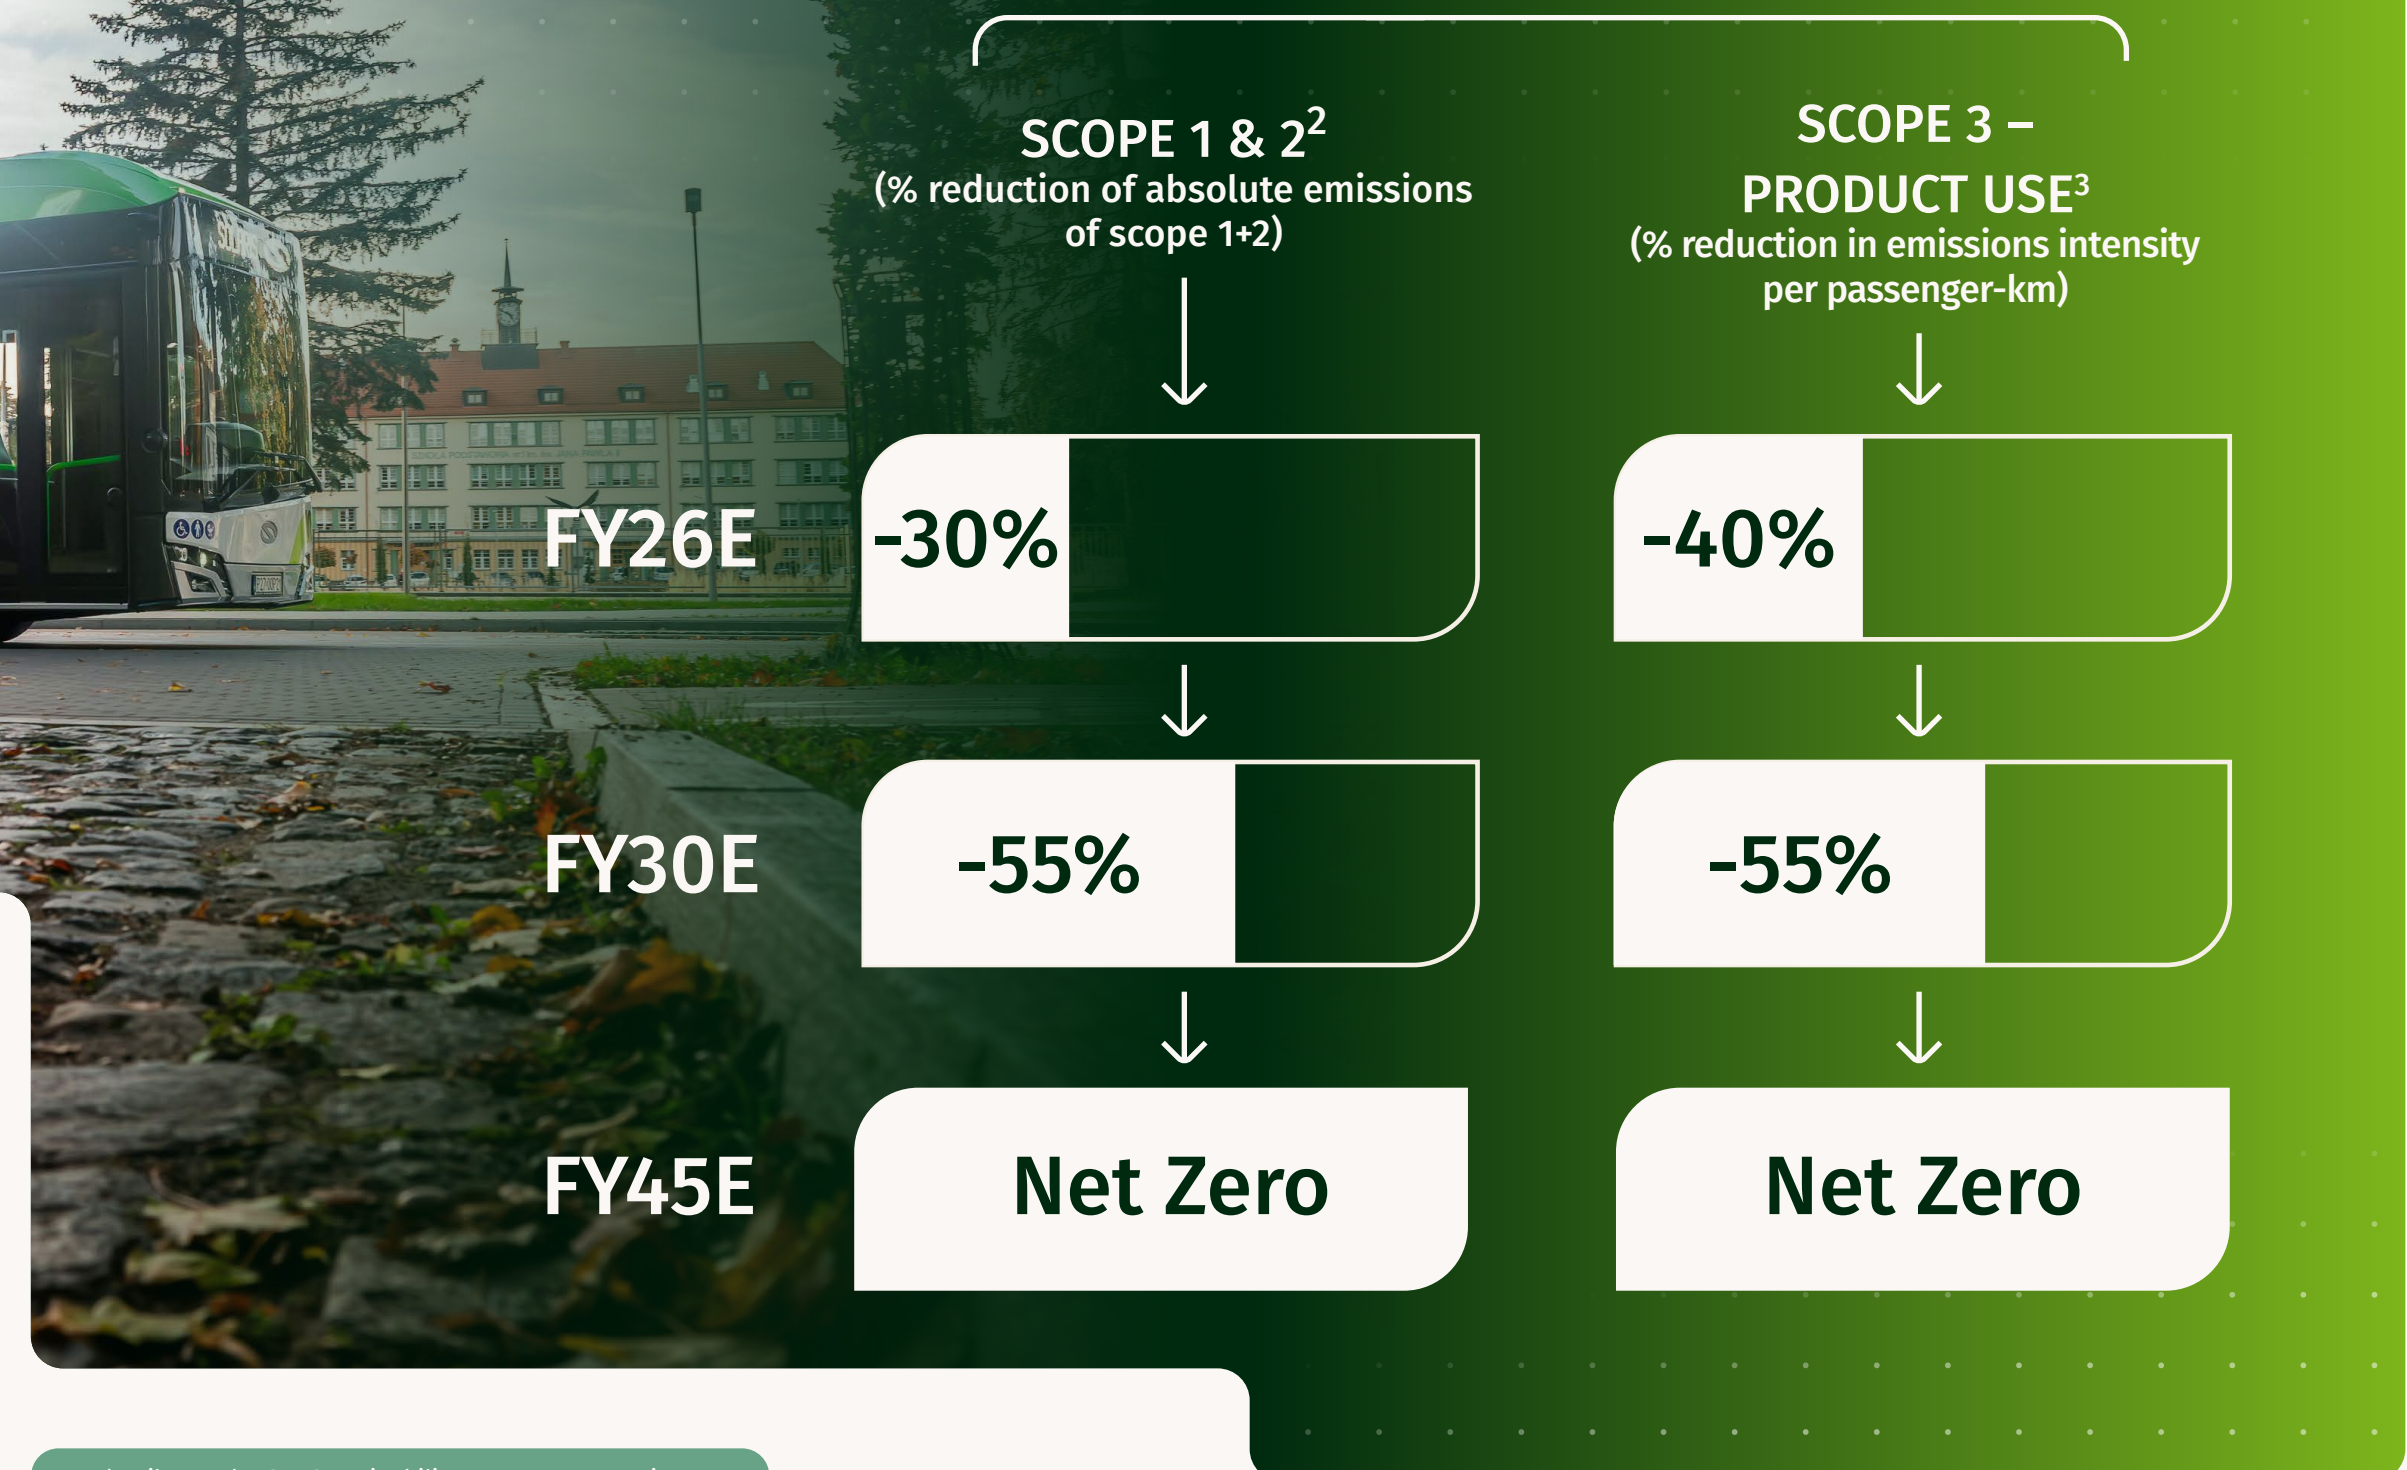 SCOPE 1 & 2²
(% reduction of absolute emissions
of scope 1+2)
SCOPE 3 –
PRODUCT USE³
(% reduction in emissions intensity
per passenger-km)
FY26E
-30%
-40%
FY30E
-55%
-55%
FY45E
Net Zero
Net Zero